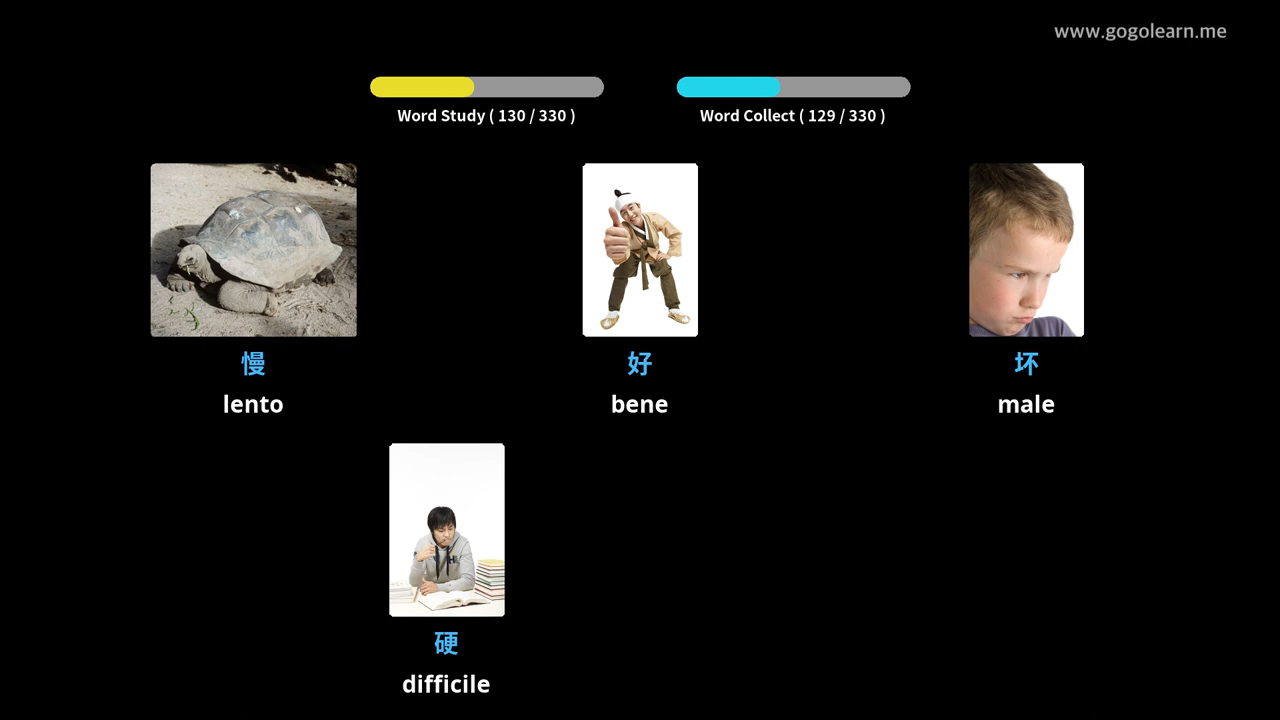 www.gogolearn.me
Word Study ( 130 / 330 )
Word Collect ( 129 / 330 )
慢
lento
好
bene
坏
male
硬
difficile